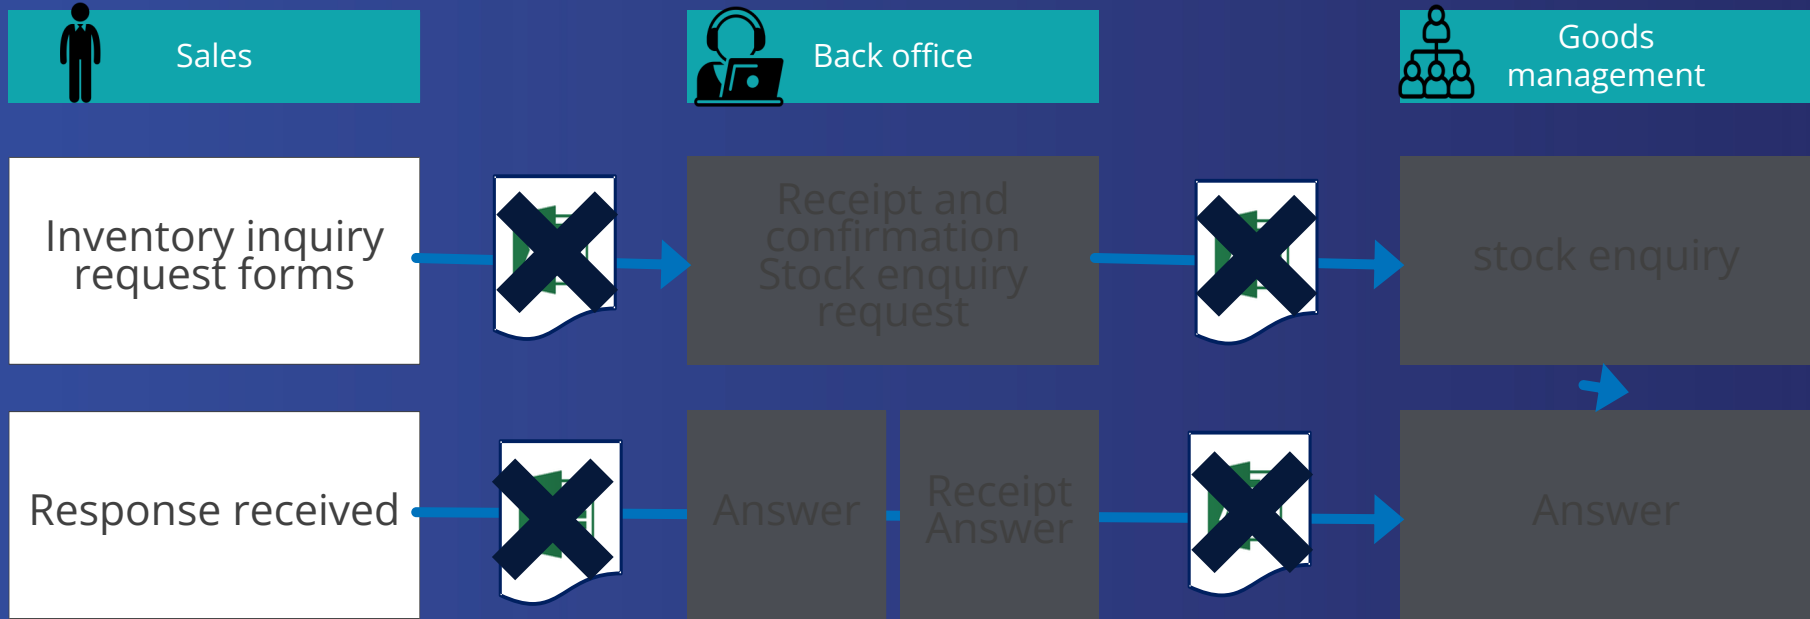 Sales
Back office
Goods
management
Inventory inquiry
request forms
Receipt and
confirmation
Stock enquiry
request
stock enquiry
Response received
Answer
Receipt
Answer
Answer